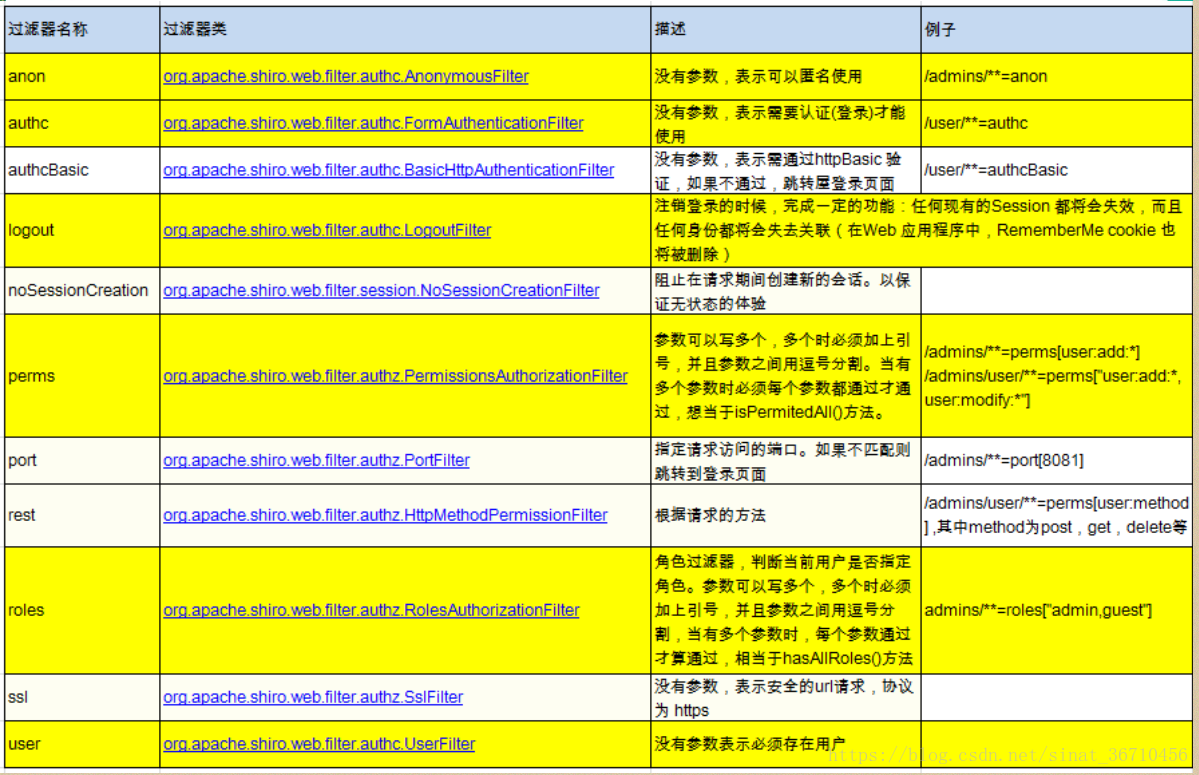 过滤器名称 过滤器类 描述 例子
anon org.apache.shiro.web.filter.authc.AnonymousFilter 没有参数，表示可以匿名使用 /admins/**=anon
authc org.apache.shiro.web.filter.authc.FormAuthenticationFilter 没有参数，表示需要认证(登录)才能
使用 /user/**=authc
authcBasic org.apache.shiro.web.filter.authc.BasicHttpAuthenticationFilter 没有参数，表示需通过httpBasic 验
证，如果不通过，跳转屋登录页面 /user/**=authcBasic
logout org.apache.shiro.web.filter.authc.LogoutFilter 注销登录的时候，完成一定的功能：任何现有的Session 都将会失效，而且
任何身份都将会失去关联（在Web 应用程序中，RememberMe cookie 也
将被删除）
noSessionCreation org.apache.shiro.web.filter.session.NoSessionCreationFilter 阻止在请求期间创建新的会话。以保
证无状态的体验
perms org.apache.shiro.web.filter.authz.PermissionsAuthorizationFilter 参数可以写多个，多个时必须加上引
号，并且参数之间用逗号分割。当有
多个参数时必须每个参数都通过才通
过，想当于isPermitedAll()方法。
/admins/**=perms[user:add:*]
/admins/user/**=perms["user:add:*,
user:modify:*"]
port org.apache.shiro.web.filter.authz.PortFilter 指定请求访问的端口。如果不匹配则
跳转到登录页面 /admins/**=port[8081]
rest org.apache.shiro.web.filter.authz.HttpMethodPermissionFilter 根据请求的方法 /admins/user/**=perms[user:method
] ,其中method为post，get，delete等
roles org.apache.shiro.web.filter.authz.RolesAuthorizationFilter 角色过滤器，判断当前用户是否指定
角色。参数可以写多个，多个时必须
加上引号，并且参数之间用逗号分
割，当有多个参数时，每个参数通过
才算通过，相当于hasAllRoles()方法
admins/**=roles["admin,guest"]
ssl org.apache.shiro.web.filter.authz.SslFilter 没有参数，表示安全的url请求，协议
为 https
user org.apache.shiro.web.filter.authc.UserFilter 没有参数表示必须存在用户
https://blog.csdn.net/sinat_36710456